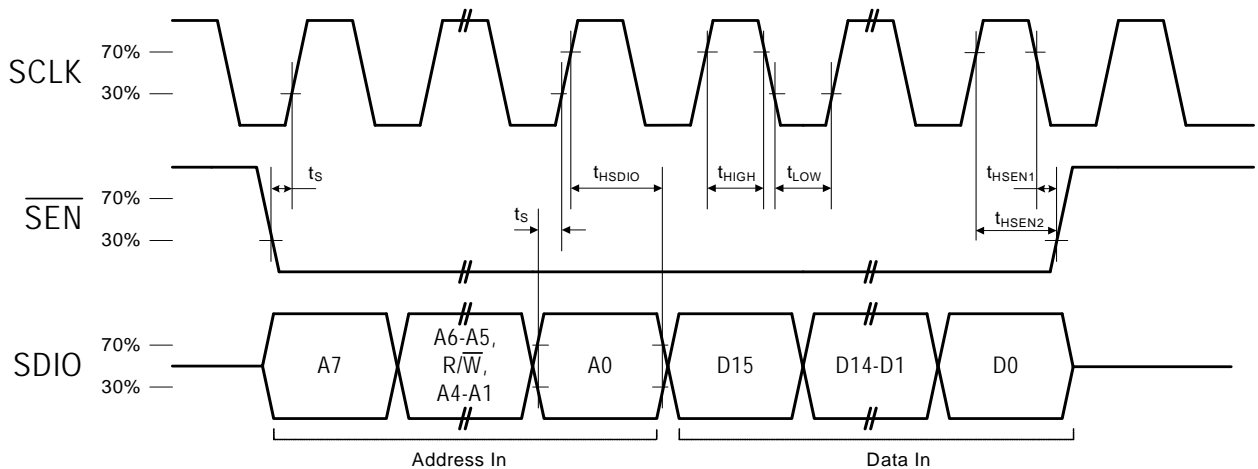 SCLK
70%
30%
SEN
70%
30%
tS
tS
tHSDIO
tHIGH
tLOW
tHSEN1
tHSEN2
SDIO
70%
30%
A7
A6-A5,
R/W,
A4-A1
A0
D15
D14-D1
D0
Address In
Data In